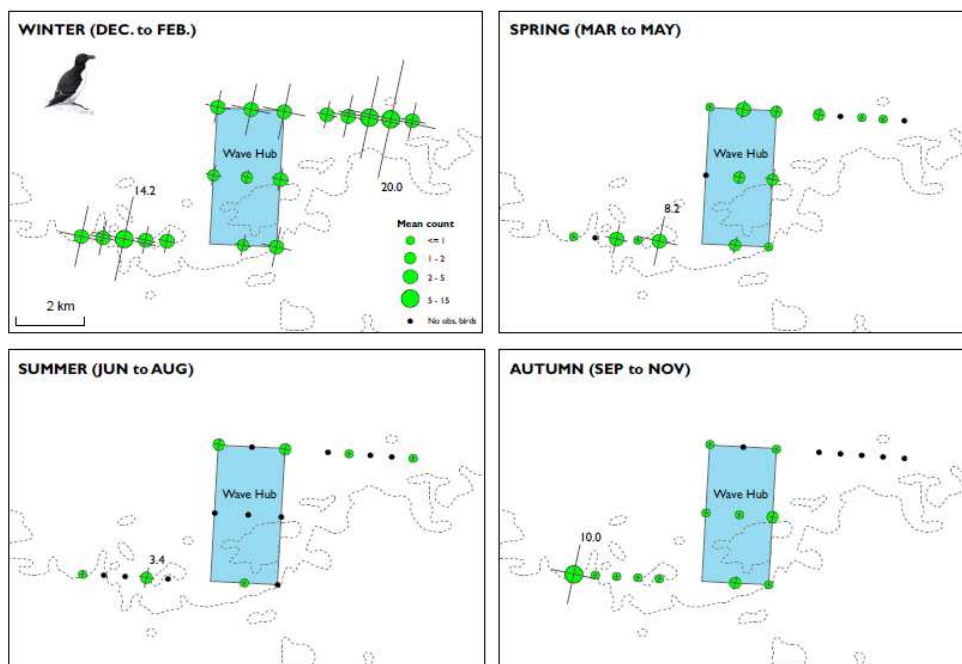 WINTER (DEC. to FEB.)
Wave Hub
14.2
20.0
Mean count
<= 1
1 - 2
2 - 5
5 - 15
No obs. birds
2 km
SPRING (MAR to MAY)
Wave Hub
8.2
SUMMER (JUN to AUG)
Wave Hub
3.4
AUTUMN (SEP to NOV)
Wave Hub
10.0